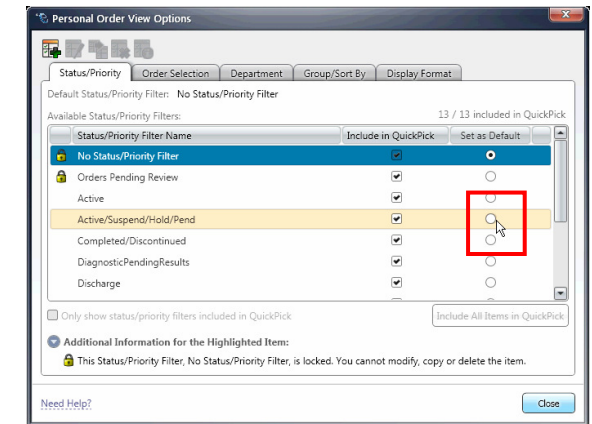 Personal Order View Options
Status/Priority Order Selection Department Group/Sort By Display Format
Default Status/Priority Filter: No Status/Priority Filter
Available Status/Priority Filters: 13 / 13 included in QuickPick
Status/Priority Filter Name Include in QuickPick Set as Default
No Status/Priority Filter
Orders Pending Review
Active
Active/Suspend/Hold/Pend
Completed/Discontinued
DiagnosticPendingResults
Discharge
Only show status/priority filters included in QuickPick Include All Items in QuickPick
Additional Information for the Highlighted Item:
This Status/Priority Filter, No Status/Priority Filter, is locked. You cannot modify, copy or delete the item.
Need Help? Close